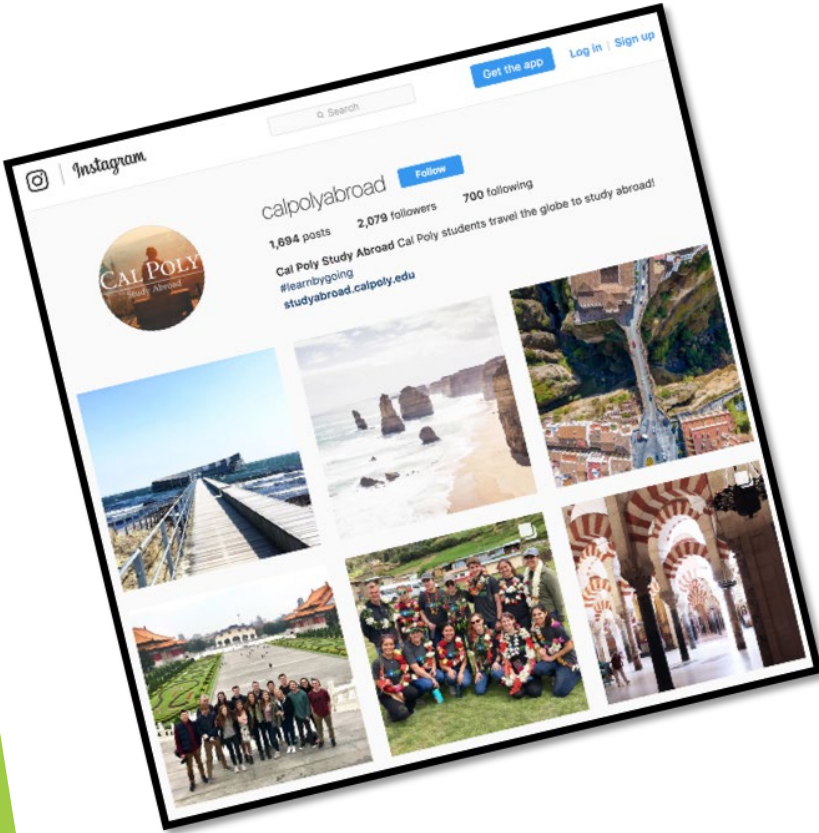 Instagram
Search
Get the app
Log in | Sign up
calpolyabroad Follow
1,694 posts 2,079 followers 700 following
Cal Poly Study Abroad Cal Poly students travel the globe to study abroad!
#learnbygoing
studyabroad.calpoly.edu
CAL POLY
Study Abroad